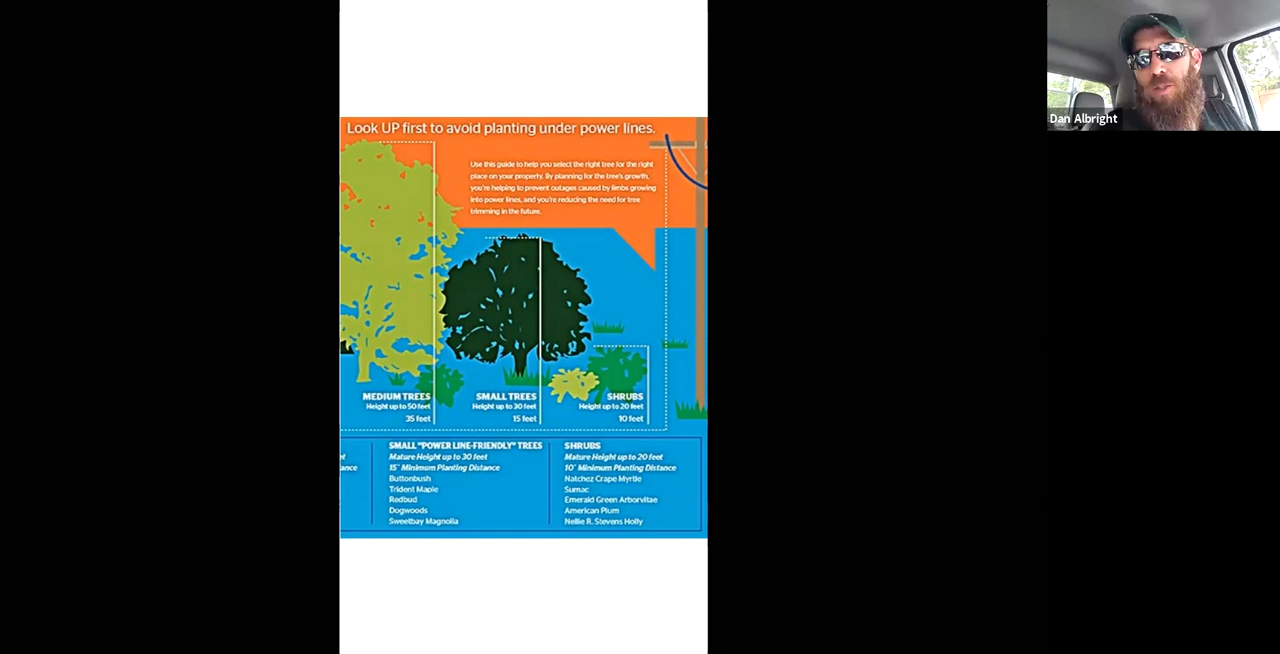 Dan Albright
Look UP first to avoid planting under power lines.
Use this guide to help you select the right tree for the right
place on your property. By planning for the tree's growth,
you're helping to prevent outages caused by limbs growing
into power lines, and you're reducing the need for tree
trimming in the future.
MEDIUM TREES
Height up to 50 feet
35 feet
SMALL TREES
Height up to 30 feet
15 feet
SHRUBS
Height up to 20 feet
10 feet
et
ance
SMALL "POWER LINE-FRIENDLY" TREES
Mature Height up to 30 feet
15' Minimum Planting Distance
Buttonbush
Trident Maple
Redbud
Dogwoods
Sweetbay Magnolia
SHRUBS
Mature Height up to 20 feet
10' Minimum Planting Distance
Natchez Crape Myrtle
Sumac
Emerald Green Arborvitae
American Plum
Nellie R. Stevens Holly